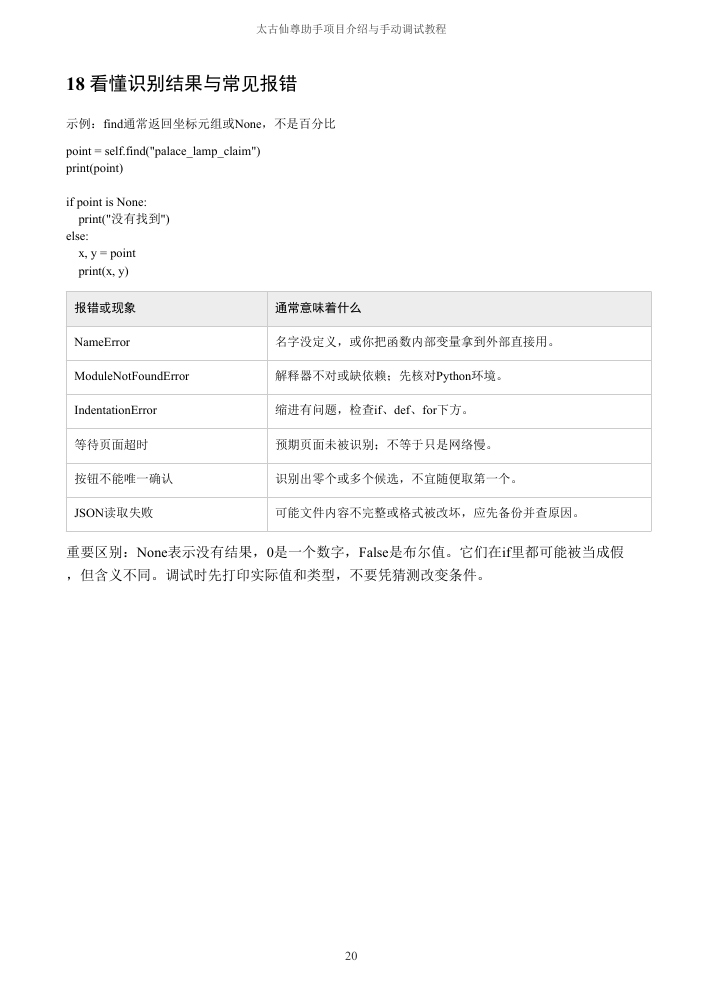 太古仙尊助手项目介绍与手动调试教程
18 看懂识别结果与常见报错
示例：find通常返回坐标元组或None，不是百分比
point = self.find("palace_lamp_claim")
print(point)
if point is None:
    print("没有找到")
else:
    x, y = point
    print(x, y)
报错或现象 通常意味着什么
NameError 名字没定义，或你把函数内部变量拿到外部直接用。
ModuleNotFoundError 解释器不对或缺依赖；先核对Python环境。
IndentationError 缩进有问题，检查if、def、for下方。
等待页面超时 预期页面未被识别；不等于只是网络慢。
按钮不能唯一确认 识别出零个或多个候选，不宜随便取第一个。
JSON读取失败 可能文件内容不完整或格式被改坏，应先备份并查原因。
重要区别：None表示没有结果，0是一个数字，False是布尔值。它们在if里都可能被当成假
，但含义不同。调试时先打印实际值和类型，不要凭猜测改变条件。
20